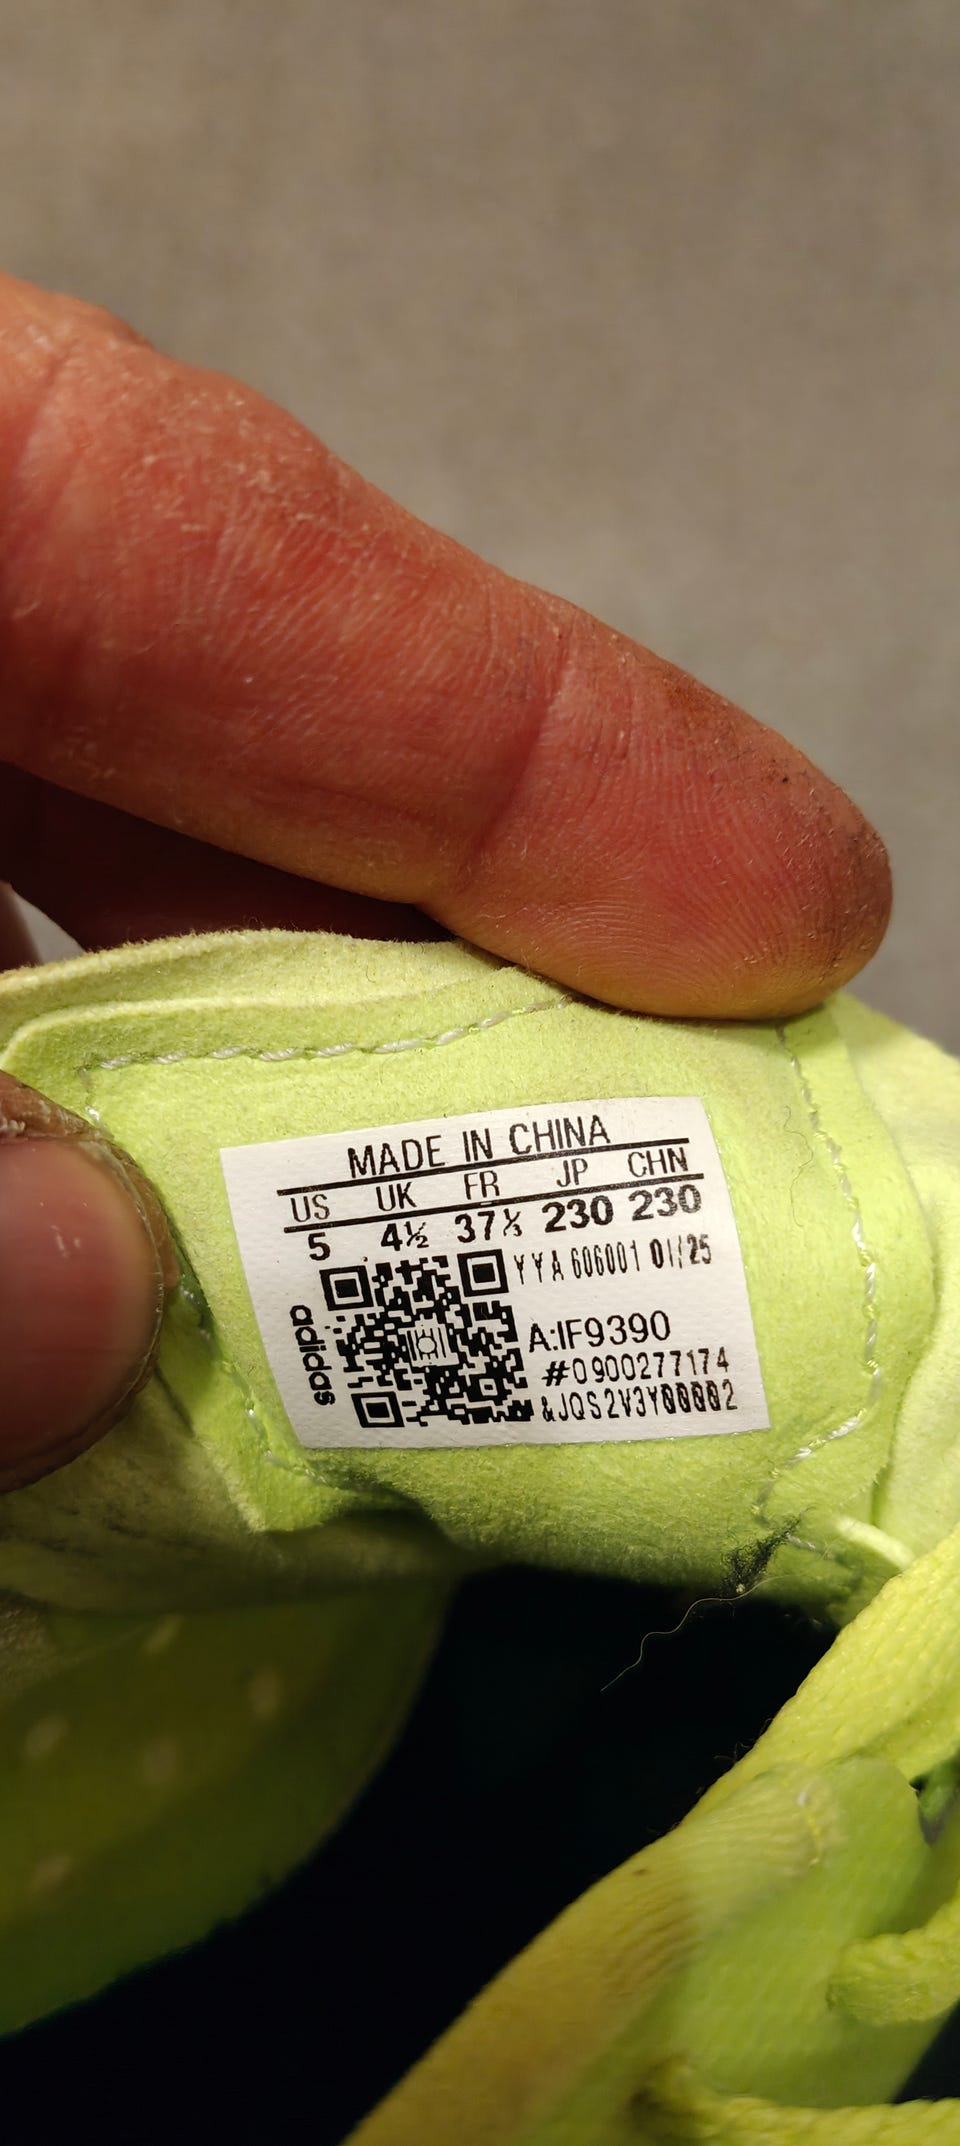 MADE IN CHINA
US UK FR JP CHN
5 4½ 37⅓ 230 230
YYA 606001 01/25
adidas
A:IF9390
#0900277174
&JQS2V3Y00002